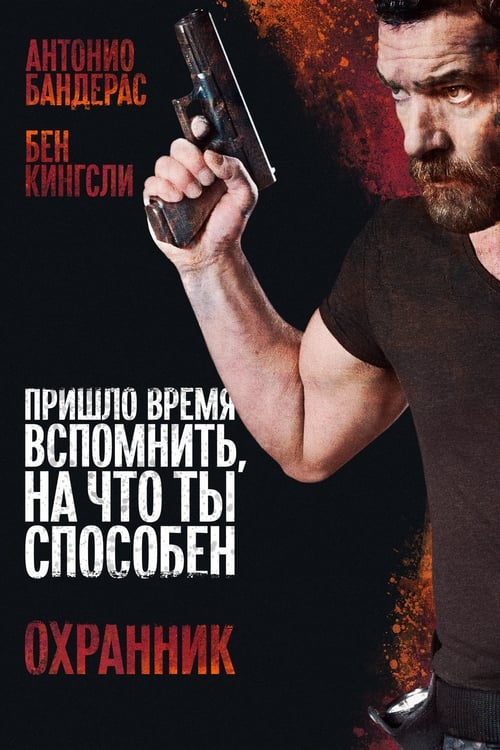 АНТОНИО
БАНДЕРАС
БЕН
КИНГСЛИ
ПРИШЛО ВРЕМЯ
ВСПОМНИТЬ,
НА ЧТО ТЫ
СПОСОБЕН
ОХРАННИК